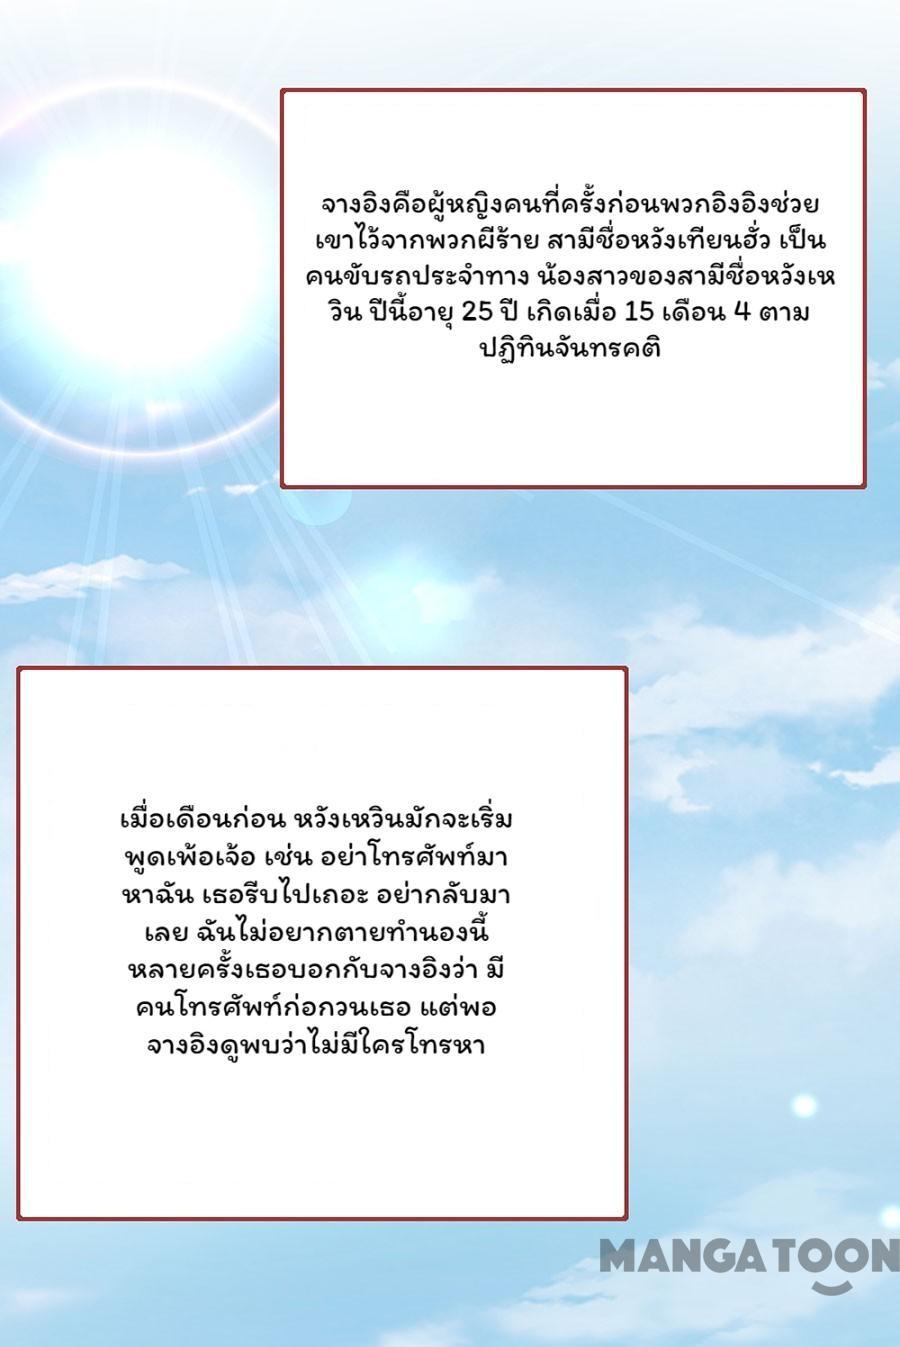 จางอิงคือผู้หญิงคนที่ครั้งก่อนพวกอิงอิงช่วย
เขาไว้จากพวกผีร้าย สามีชื่อหวังเทียนฮั่ว เป็น
คนขับรถประจำทาง น้องสาวของสามีชื่อหวังเห
วิน ปีนี้อายุ 25 ปี เกิดเมื่อ 15 เดือน 4 ตาม
ปฏิทินจันทรคติ
เมื่อเดือนก่อน หวังเหวินมักจะเริ่ม
พูดเพ้อเจ้อ เช่น อย่าโทรศัพท์มา
หาฉัน เธอรีบไปเถอะ อย่ากลับมา
เลย ฉันไม่อยากตายทำนองนี้
หลายครั้งเธอบอกกับจางอิงว่า มี
คนโทรศัพท์ก่อกวนเธอ แต่พอ
จางอิงดูพบว่าไม่มีใครโทรหา
MANGATOON